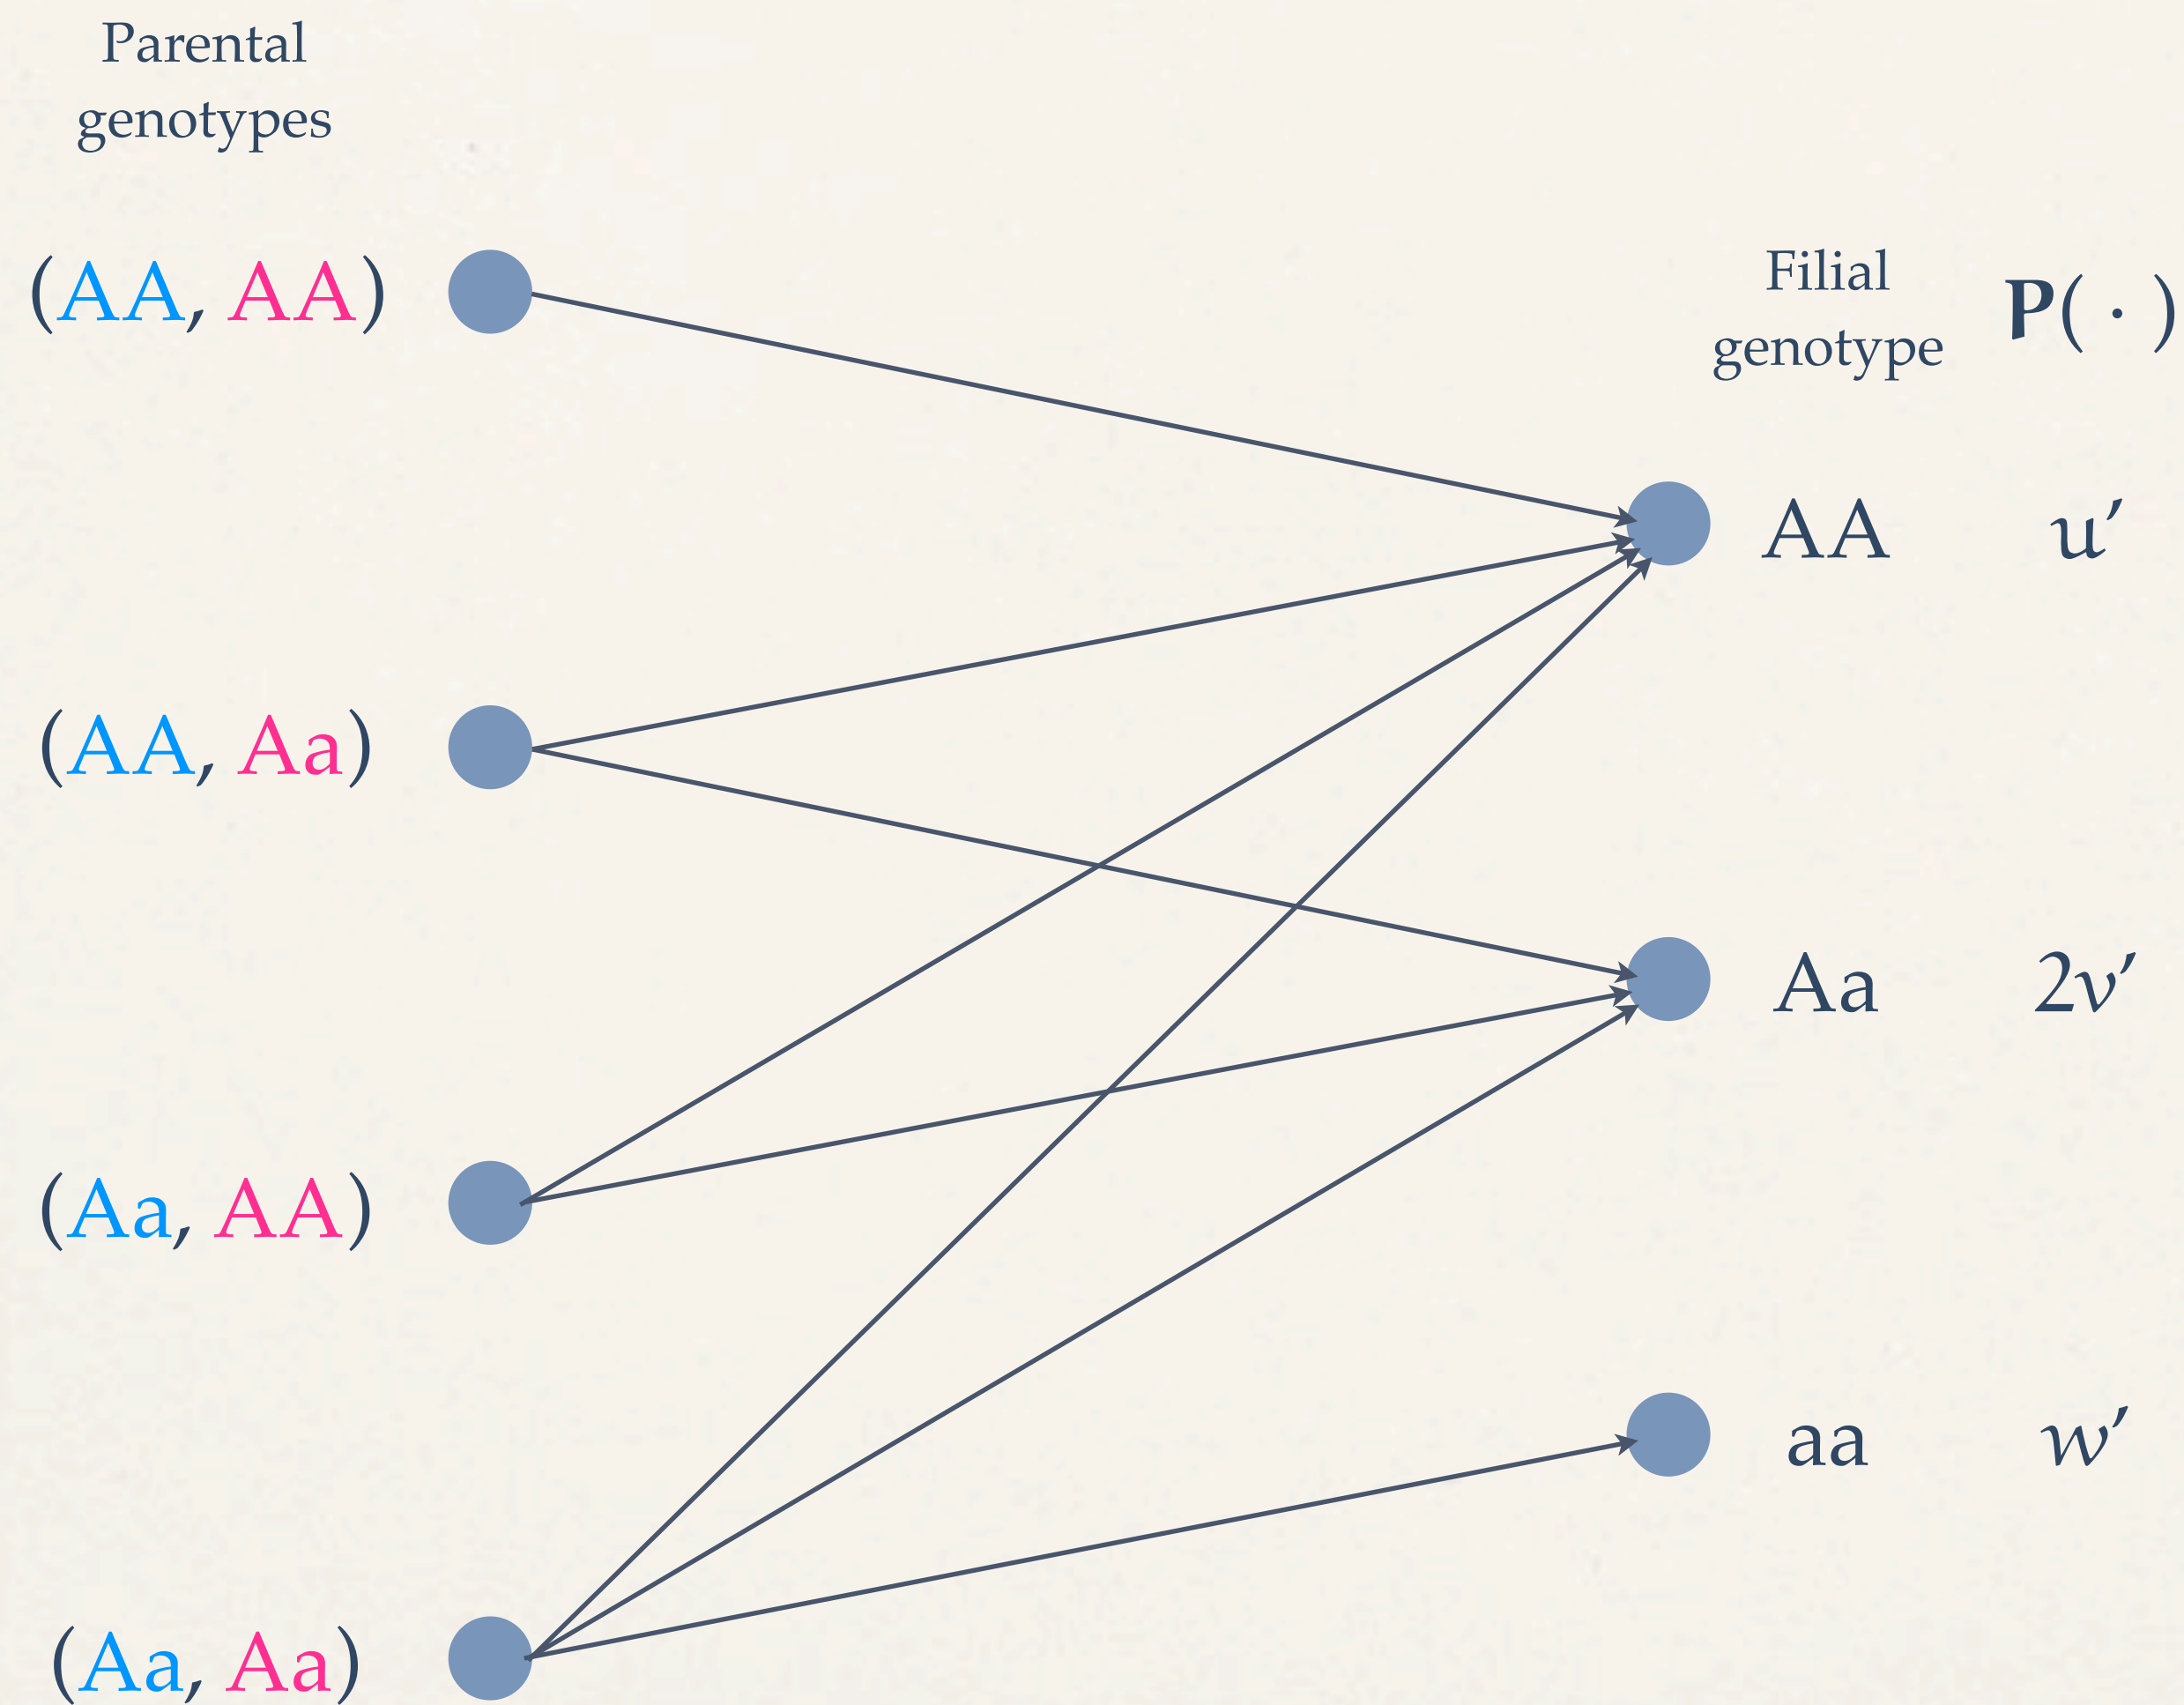 Parental
genotypes
(AA, AA)
Filial
genotype
P( · )
AA u′
(AA, Aa)
Aa 2v′
(Aa, AA)
aa w′
(Aa, Aa)